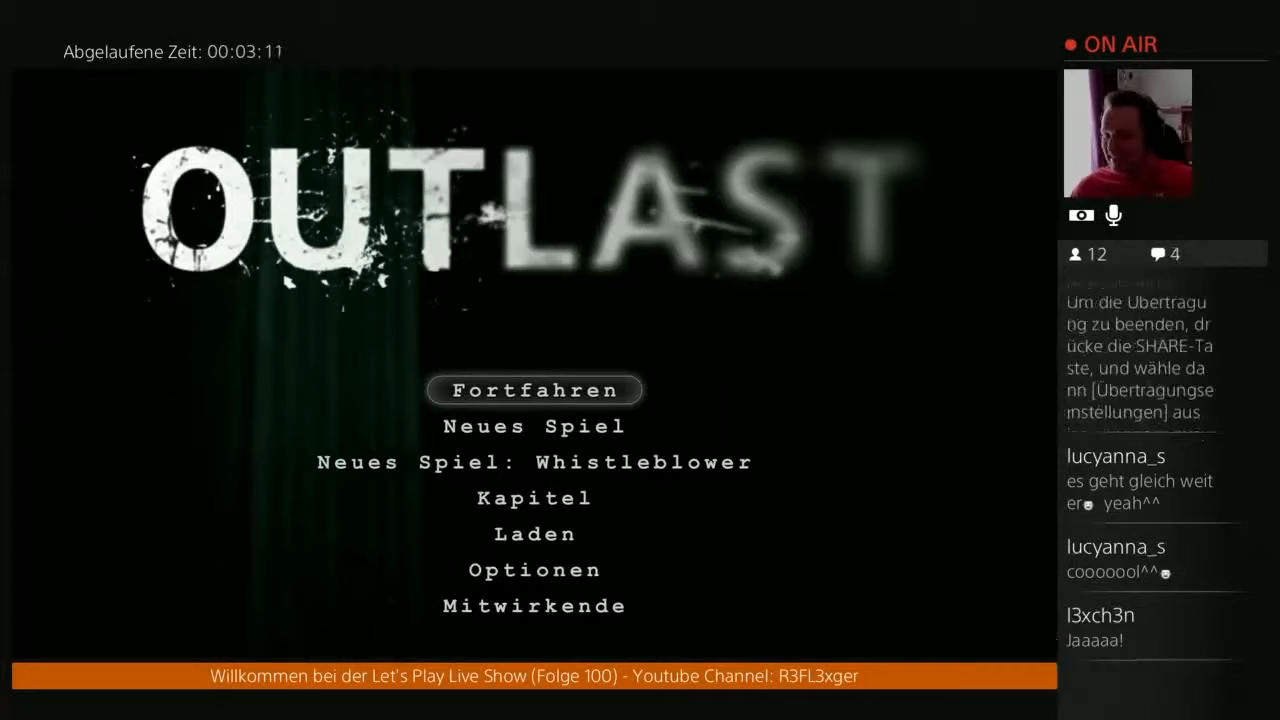 Abgelaufene Zeit: 00:03:11
ON AIR
OUTLAST
12
4
Um die Übertragu
ng zu beenden, dr
ücke die SHARE-Ta
ste, und wähle da
nn [Übertragungse
instellungen] aus
lucyanna_s
es geht gleich weit
er yeah^^
lucyanna_s
cooooool^^
l3xch3n
Jaaaaa!
Fortfahren
Neues Spiel
Neues Spiel: Whistleblower
Kapitel
Laden
Optionen
Mitwirkende
Willkommen bei der Let's Play Live Show (Folge 100) - Youtube Channel: R3FL3xger